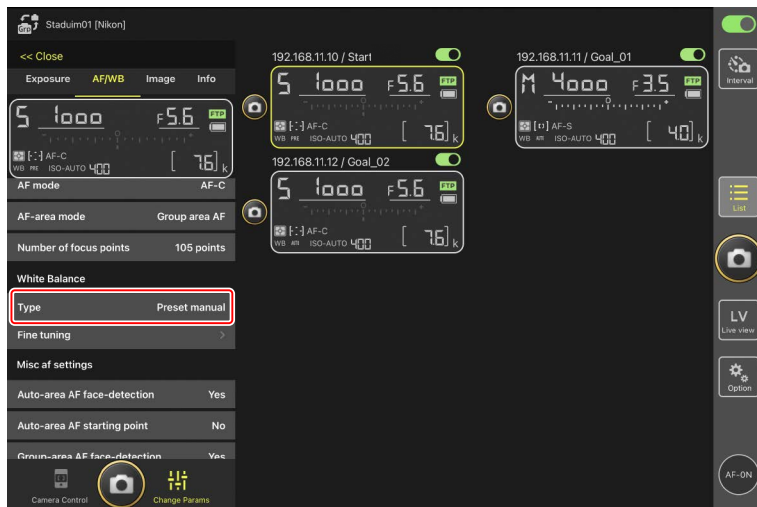 Grp
Staduim01 [Nikon]
<< Close
Exposure AF/WB Image Info
S 1000 F5.6 FTP
AF-C
WB PRE ISO-AUTO 400 [ 7.6] k
AF mode AF-C
AF-area mode Group area AF
Number of focus points 105 points
White Balance
Type Preset manual
Fine tuning >
Misc af settings
Auto-area AF face-detection Yes
Auto-area AF starting point No
Group-area AF face-detection Yes
Camera Control
Change Params
192.168.11.10 / Start
S 1000 F5.6 FTP
AF-C
WB PRE ISO-AUTO 400 [ 7.6] k
192.168.11.11 / Goal_01
M 4000 F3.5 FTP
AF-S
WB ISO-AUTO 400 [ 4.0] k
192.168.11.12 / Goal_02
S 1000 F5.6 FTP
AF-C
WB ISO-AUTO 400 [ 7.6] k
Interval
List
LV
Live view
Option
AF-ON